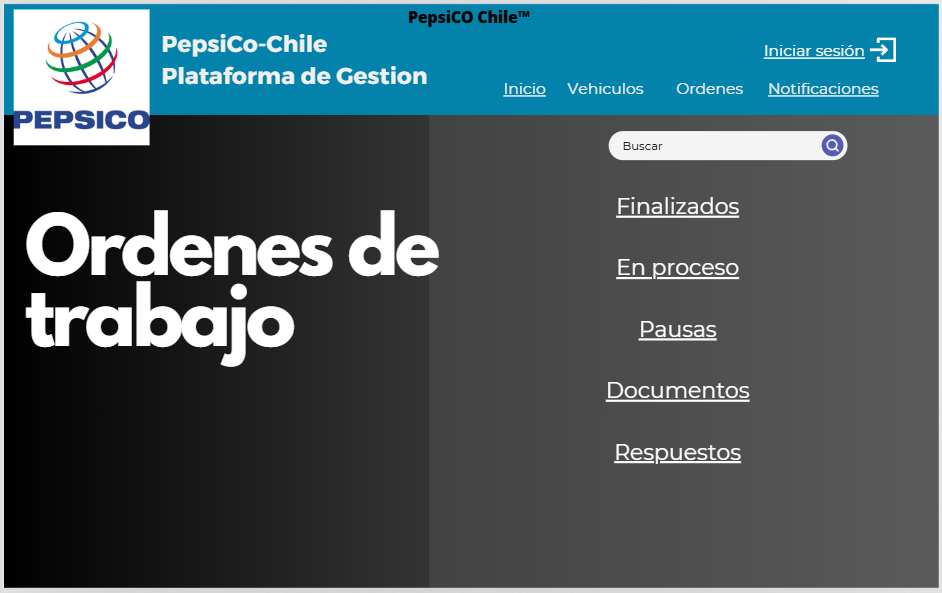 PepsiCO Chile™
PepsiCo-Chile
Plataforma de Gestion
PEPSICO
Iniciar sesión
Inicio Vehiculos Ordenes Notificaciones
Buscar
Ordenes de
trabajo
Finalizados
En proceso
Pausas
Documentos
Respuestos